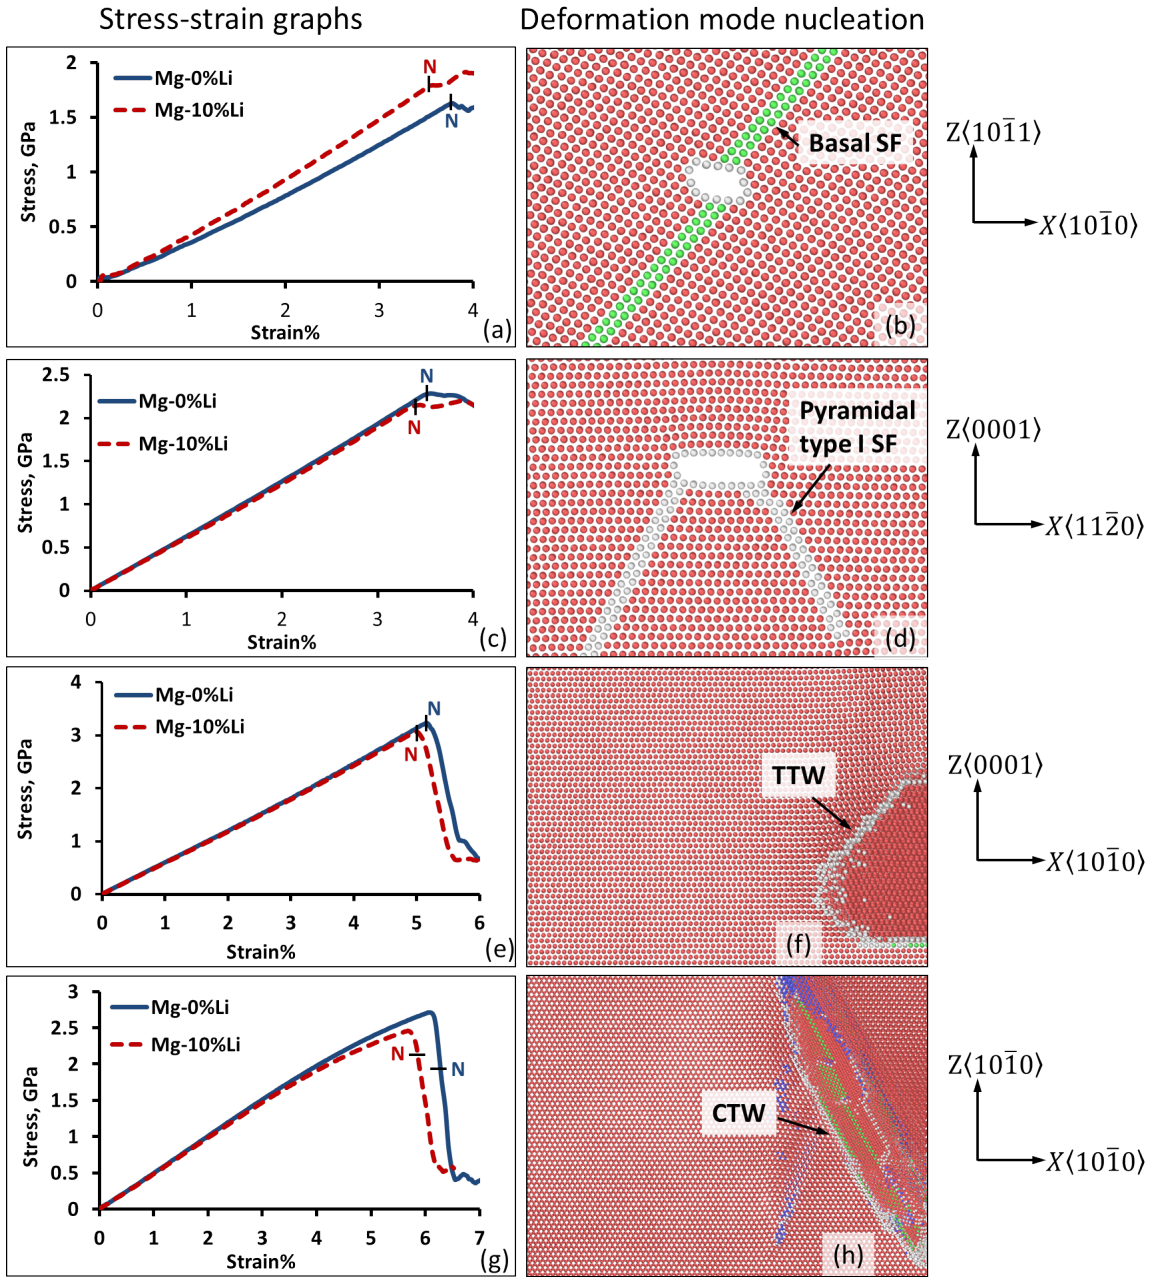 Stress-strain graphs
Deformation mode nucleation
2
1.5
1
0.5
0
Stress, GPa
Mg-0%Li
Mg-10%Li
N
N
0
1
2
3
4
Strain%
(a)
Basal SF
(b)
Z⟨101̅1⟩
X⟨101̅0⟩
2.5
2
1.5
1
0.5
0
Stress, GPa
Mg-0%Li
Mg-10%Li
N
N
0
1
2
3
4
Strain%
(c)
Pyramidal
type I SF
(d)
Z⟨0001⟩
X⟨112̅0⟩
4
3
2
1
0
Stress, GPa
Mg-0%Li
Mg-10%Li
N
N
0
1
2
3
4
5
6
Strain%
(e)
TTW
(f)
Z⟨0001⟩
X⟨101̅0⟩
3
2.5
2
1.5
1
0.5
0
Stress, GPa
Mg-0%Li
Mg-10%Li
N
N
0
1
2
3
4
5
6
7
Strain%
(g)
CTW
(h)
Z⟨101̅0⟩
X⟨101̅0⟩